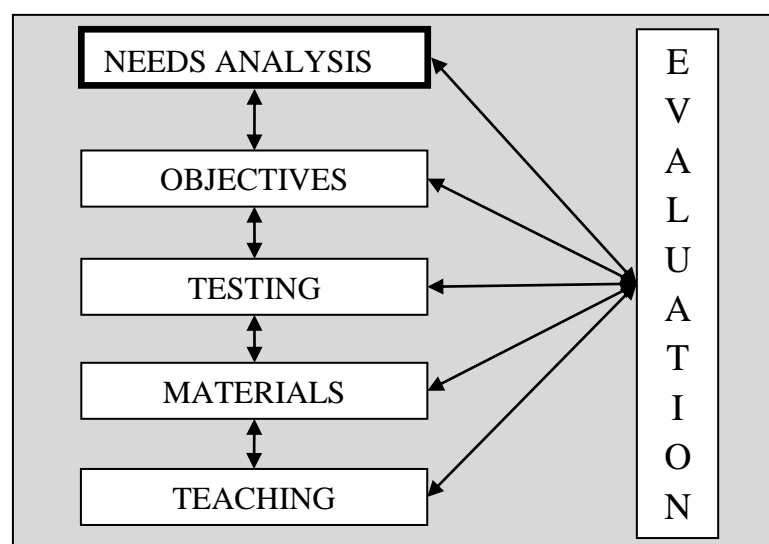 NEEDS ANALYSIS
OBJECTIVES
TESTING
MATERIALS
TEACHING
E
V
A
L
U
A
T
I
O
N